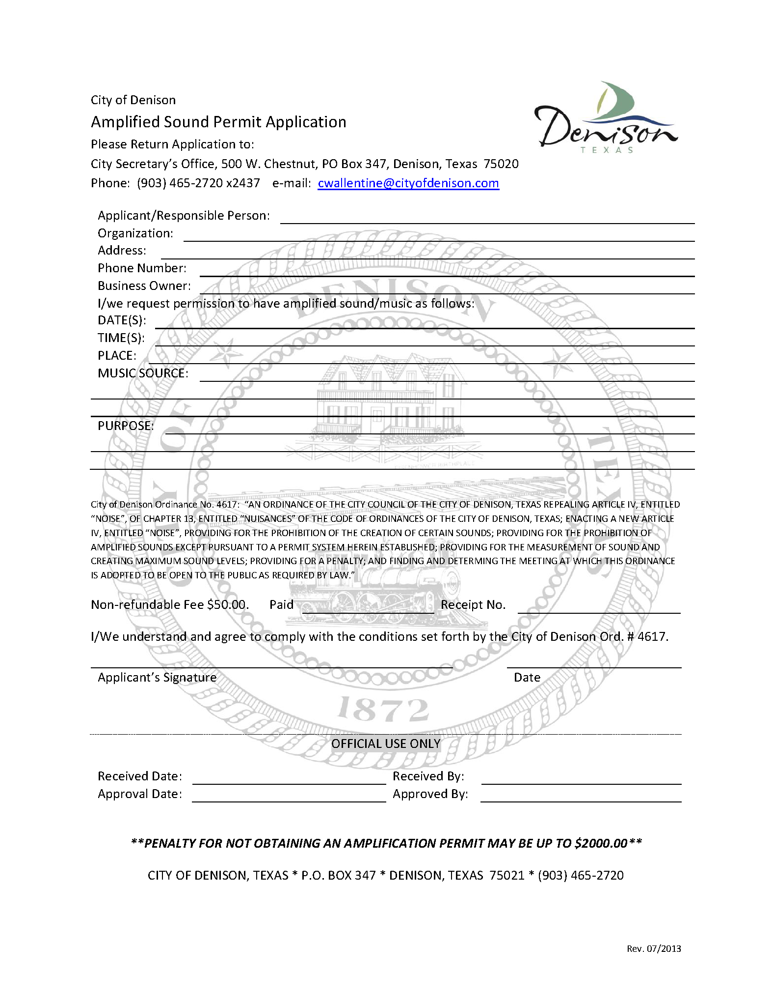 Denison
TEXAS
City of Denison
Amplified Sound Permit Application
Please Return Application to:
City Secretary’s Office, 500 W. Chestnut, PO Box 347, Denison, Texas  75020
Phone:  (903) 465-2720 x2437    e-mail:  cwallentine@cityofdenison.com
Applicant/Responsible Person:
Organization:
Address:
Phone Number:
Business Owner:
I/we request permission to have amplified sound/music as follows:
DATE(S):
TIME(S):
PLACE:
MUSIC SOURCE:
PURPOSE:
CITY OF DENISON TEXAS
EISENHOWER BIRTHPLACE
City of Denison Ordinance No. 4617:  “AN ORDINANCE OF THE CITY COUNCIL OF THE CITY OF DENISON, TEXAS REPEALING ARTICLE IV, ENTITLED
“NOISE”, OF CHAPTER 13, ENTITLED “NUISANCES” OF THE CODE OF ORDINANCES OF THE CITY OF DENISON, TEXAS; ENACTING A NEW ARTICLE
IV, ENTITLED “NOISE”, PROVIDING FOR THE PROHIBITION OF THE CREATION OF CERTAIN SOUNDS; PROVIDING FOR THE PROHIBITION OF
AMPLIFIED SOUNDS EXCEPT PURSUANT TO A PERMIT SYSTEM HEREIN ESTABLISHED; PROVIDING FOR THE MEASUREMENT OF SOUND AND
CREATING MAXIMUM SOUND LEVELS; PROVIDING FOR A PENALTY; AND FINDING AND DETERMING THE MEETING AT WHICH THIS ORDINANCE
IS ADOPTED TO BE OPEN TO THE PUBLIC AS REQUIRED BY LAW.”
Non-refundable Fee $50.00.    Paid    Receipt No.
I/We understand and agree to comply with the conditions set forth by the City of Denison Ord. # 4617.
Applicant’s Signature    Date
1872
OFFICIAL USE ONLY
Received Date:    Received By:
Approval Date:    Approved By:
**PENALTY FOR NOT OBTAINING AN AMPLIFICATION PERMIT MAY BE UP TO $2000.00**
CITY OF DENISON, TEXAS * P.O. BOX 347 * DENISON, TEXAS  75021 * (903) 465-2720
Rev. 07/2013